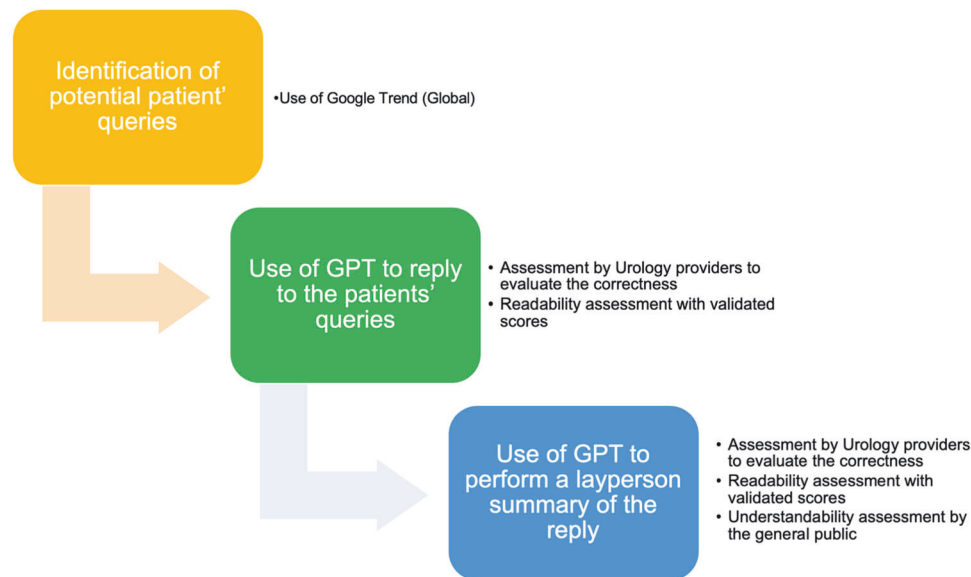 Identification of
potential patient'
queries
•Use of Google Trend (Global)
Use of GPT to reply
to the patients'
queries
• Assessment by Urology providers to
evaluate the correctness
• Readability assessment with validated
scores
Use of GPT to
perform a layperson
summary of the
reply
• Assessment by Urology providers
to evaluate the correctness
• Readability assessment with
validated scores
• Understandability assessment by
the general public